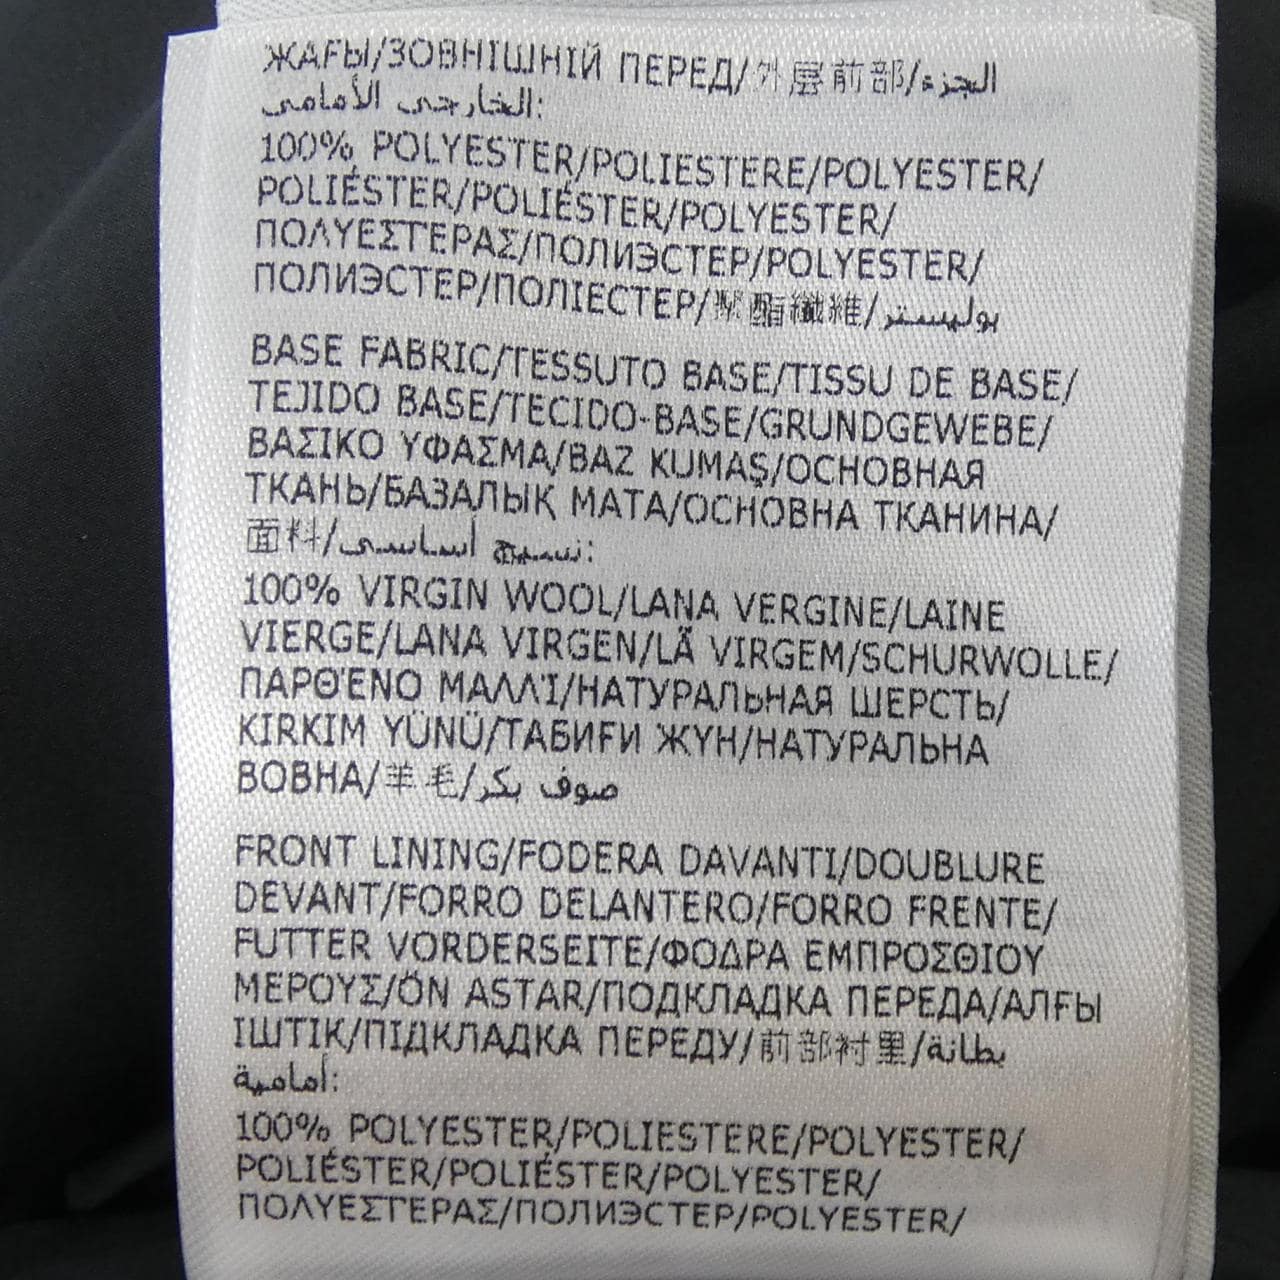 ЖАҒЫ/ЗОВНІШНІЙ ПЕРЕД/外層前部/الجزء
الخارجى الأمامى:
100% POLYESTER/POLIESTERE/POLYESTER/
POLIÉSTER/POLIÉSTER/POLYESTER/
ΠΟΛΥΕΣΤΕΡΑΣ/ПОЛИЭСТЕР/POLYESTER/
ПОЛИЭСТЕР/ПОЛІЕСТЕР/聚酯纖維/بوليستر
BASE FABRIC/TESSUTO BASE/TISSU DE BASE/
TEJIDO BASE/TECIDO-BASE/GRUNDGEWEBE/
ΒΑΣΙΚΟ ΥΦΑΣΜΑ/BAZ KUMAŞ/ОСНОВНАЯ
ТКАНЬ/БАЗАЛЫҚ МАТА/ОСНОВНА ТКАНИНА/
面料/نسيج أساسى:
100% VIRGIN WOOL/LANA VERGINE/LAINE
VIERGE/LANA VIRGEN/LÃ VIRGEM/SCHURWOLLE/
ΠΑΡΘΈΝΟ ΜΑΛΛΊ/НАТУРАЛЬНАЯ ШЕРСТЬ/
KIRKIM YÜNÜ/ТАБИҒИ ЖҮН/НАТУРАЛЬНА
ВОВНА/羊毛/صوف بكر
FRONT LINING/FODERA DAVANTI/DOUBLURE
DEVANT/FORRO DELANTERO/FORRO FRENTE/
FUTTER VORDERSEITE/ΦΟΔΡΑ ΕΜΠΡΟΣΘΙΟΥ
ΜΕΡΟΥΣ/ÖN ASTAR/ПОДКЛАДКА ПЕРЕДА/АЛҒЫ
ІШТІК/ПІДКЛАДКА ПЕРЕДУ/前部衬里/بطانة
أمامية:
100% POLYESTER/POLIESTERE/POLYESTER/
POLIÉSTER/POLIÉSTER/POLYESTER/
ΠΟΛΥΕΣΤΕΡΑΣ/ПОЛИЭСТЕР/POLYESTER/